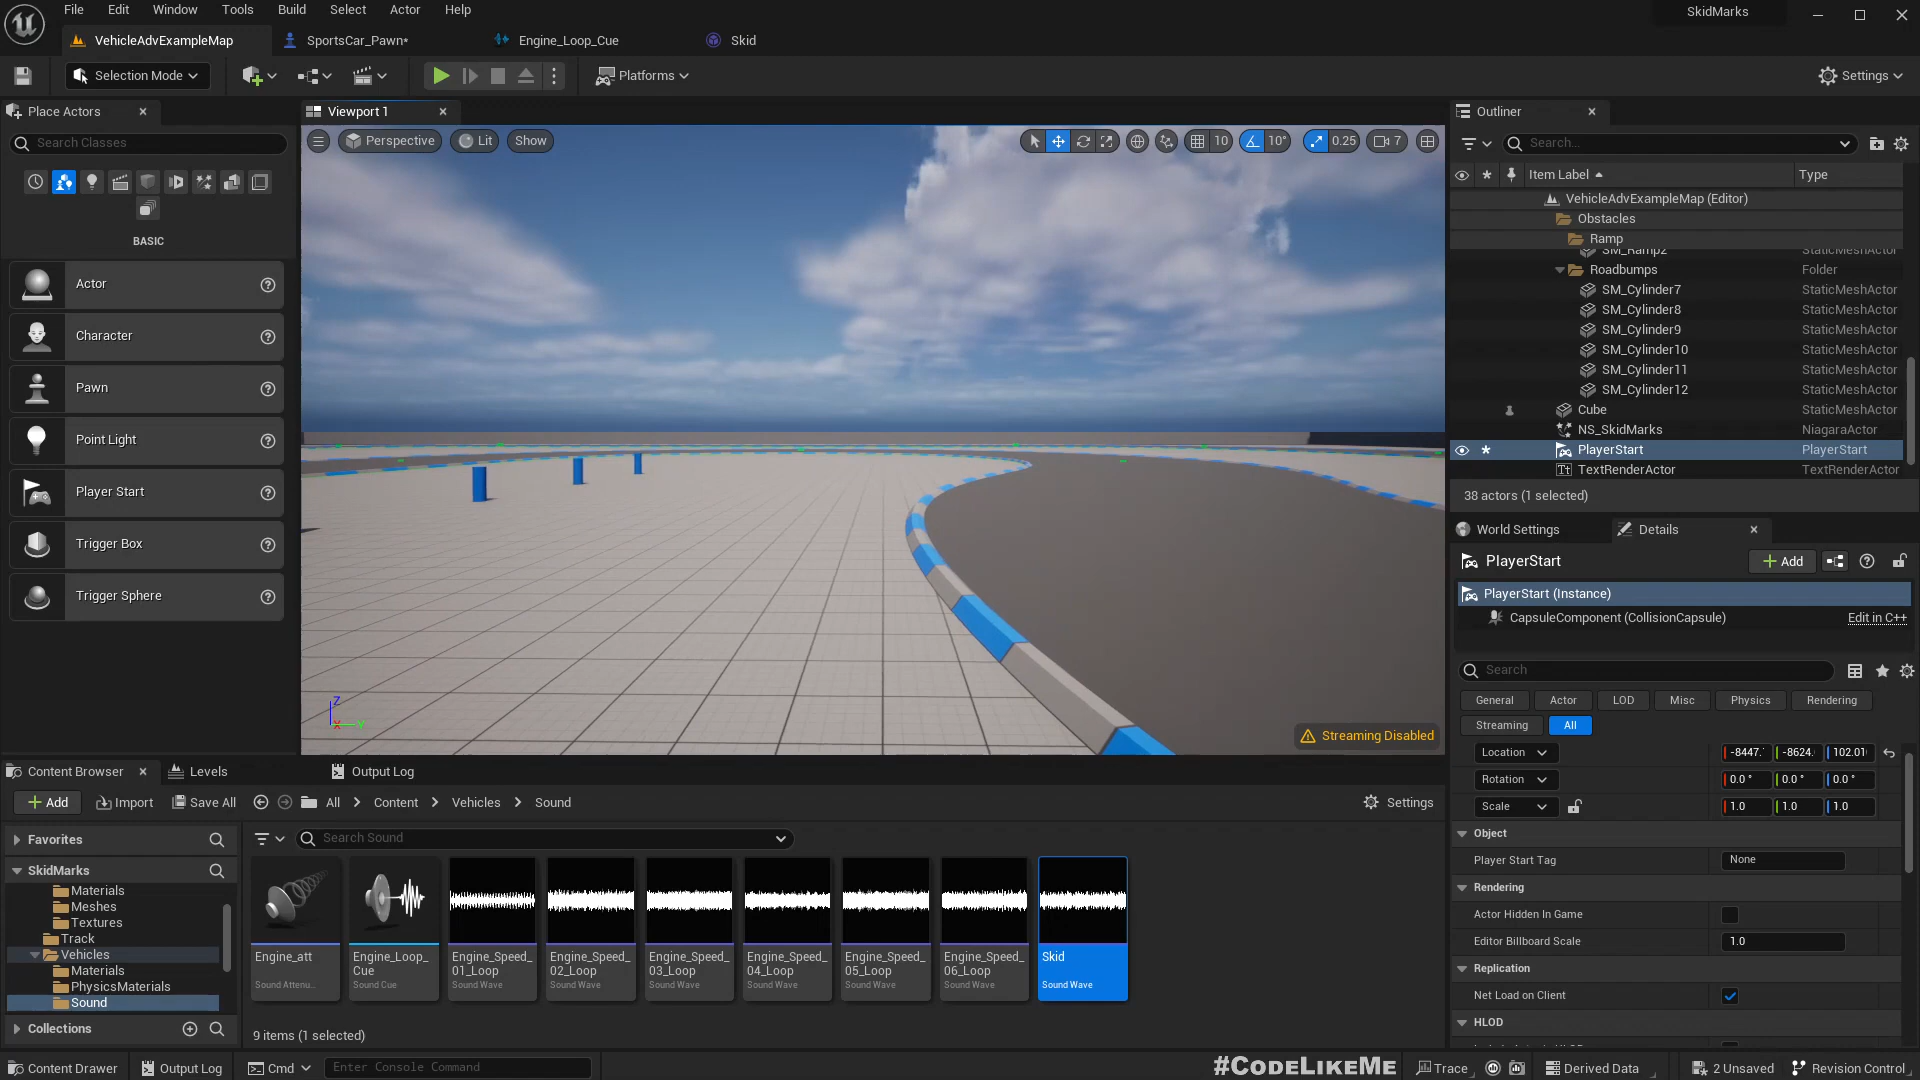 File Edit Window Tools Build Select Actor Help
SkidMarks
VehicleAdvExampleMap SportsCar_Pawn* Engine_Loop_Cue Skid
Selection Mode Platforms Settings
Place Actors
Search Classes
BASIC
Actor
Character
Pawn
Point Light
Player Start
Trigger Box
Trigger Sphere
Viewport 1
Perspective Lit Show 10 10° 0.25 7
Z
X Y
Streaming Disabled
Outliner
Search...
Item Label Type
VehicleAdvExampleMap (Editor)
Obstacles
Ramp
SM_Ramp2 StaticMeshActor
Roadbumps Folder
SM_Cylinder7 StaticMeshActor
SM_Cylinder8 StaticMeshActor
SM_Cylinder9 StaticMeshActor
SM_Cylinder10 StaticMeshActor
SM_Cylinder11 StaticMeshActor
SM_Cylinder12 StaticMeshActor
Cube StaticMeshActor
NS_SkidMarks NiagaraActor
PlayerStart PlayerStart
TextRenderActor TextRenderActor
38 actors (1 selected)
World Settings Details
PlayerStart Add
PlayerStart (Instance)
CapsuleComponent (CollisionCapsule) Edit in C++
Search
General Actor LOD Misc Physics Rendering
Streaming All
Location -8447. -8624. 102.01
Rotation 0.0 ° 0.0 ° 0.0 °
Scale 1.0 1.0 1.0
Object
Player Start Tag None
Rendering
Actor Hidden In Game
Editor Billboard Scale 1.0
Replication
Net Load on Client
HLOD
Content Browser Levels Output Log
Add Import Save All All Content Vehicles Sound Settings
Favorites
SkidMarks
Materials
Meshes
Textures
Track
Vehicles
Materials
PhysicsMaterials
Sound
Collections
Search Sound
Engine_att
Sound Attenu..
Engine_Loop_
Cue
Sound Cue
Engine_Speed_
01_Loop
Sound Wave
Engine_Speed_
02_Loop
Sound Wave
Engine_Speed_
03_Loop
Sound Wave
Engine_Speed_
04_Loop
Sound Wave
Engine_Speed_
05_Loop
Sound Wave
Engine_Speed_
06_Loop
Sound Wave
Skid
Sound Wave
9 items (1 selected)
Content Drawer Output Log Cmd Enter Console Command #CodeLikeMe Trace Derived Data 2 Unsaved Revision Control